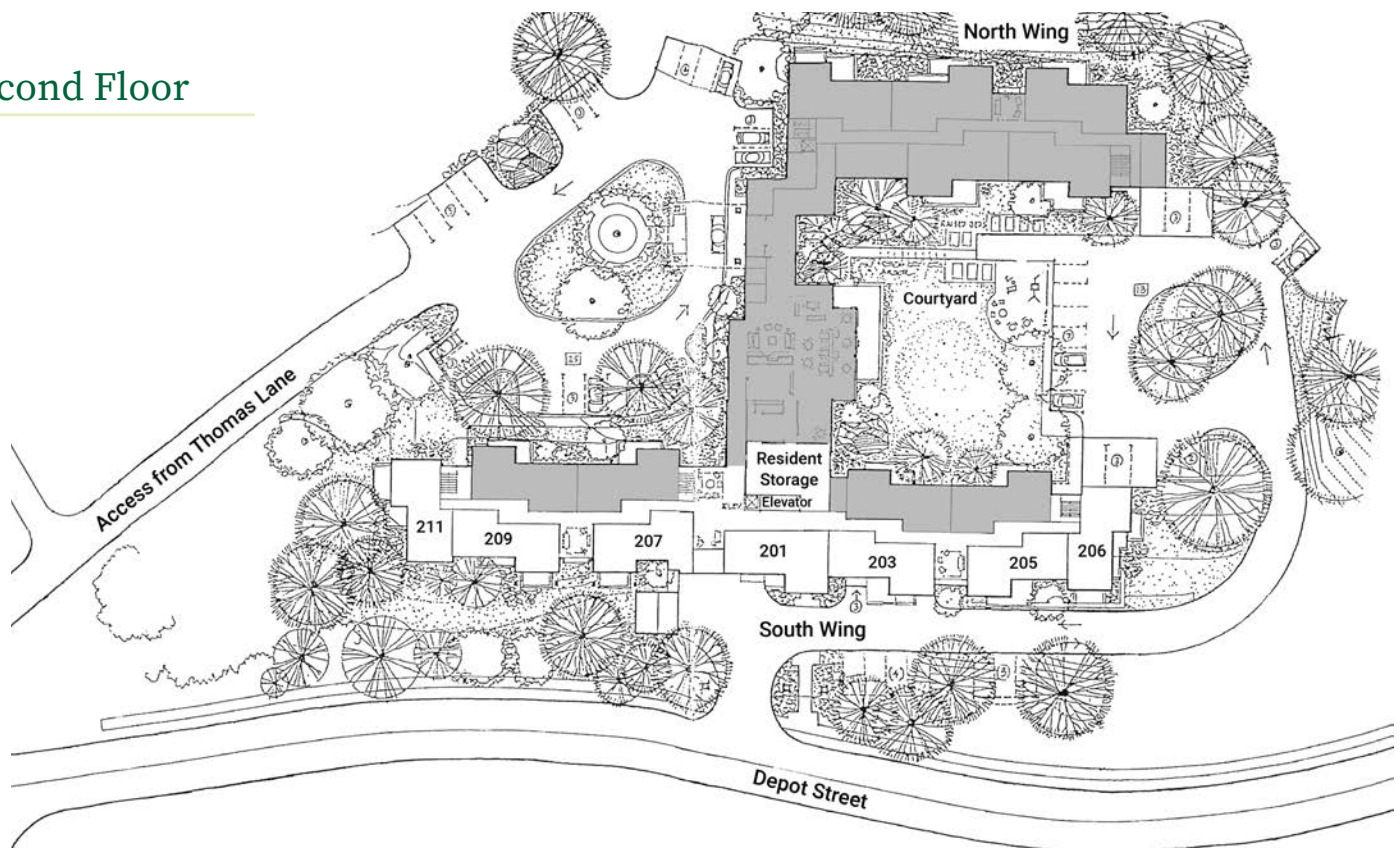 North Wing
cond Floor
Courtyard
Access from Thomas Lane
Resident
Storage
Elevator
211
209
207
201
203
205
206
South Wing
Depot Street